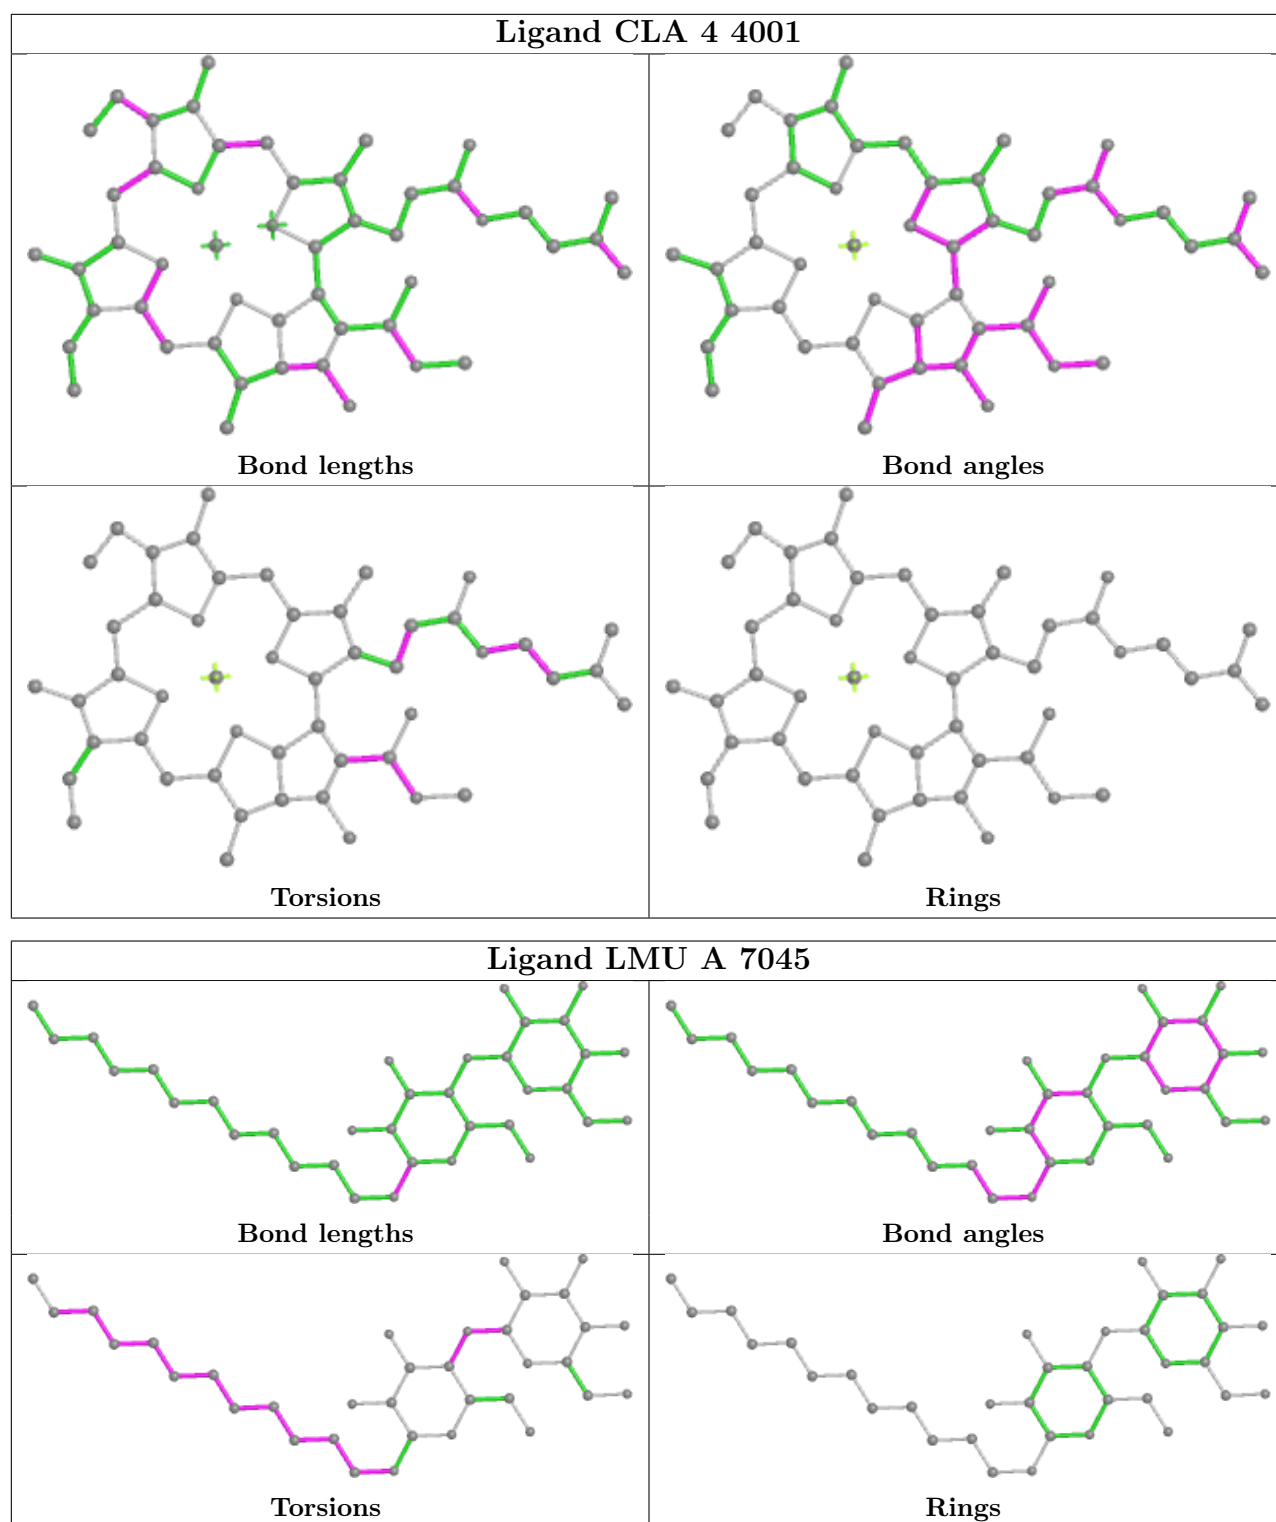 Ligand CLA 4 4001
Bond lengths
Bond angles
Torsions
Rings
Ligand LMU A 7045
Bond lengths
Bond angles
Torsions
Rings